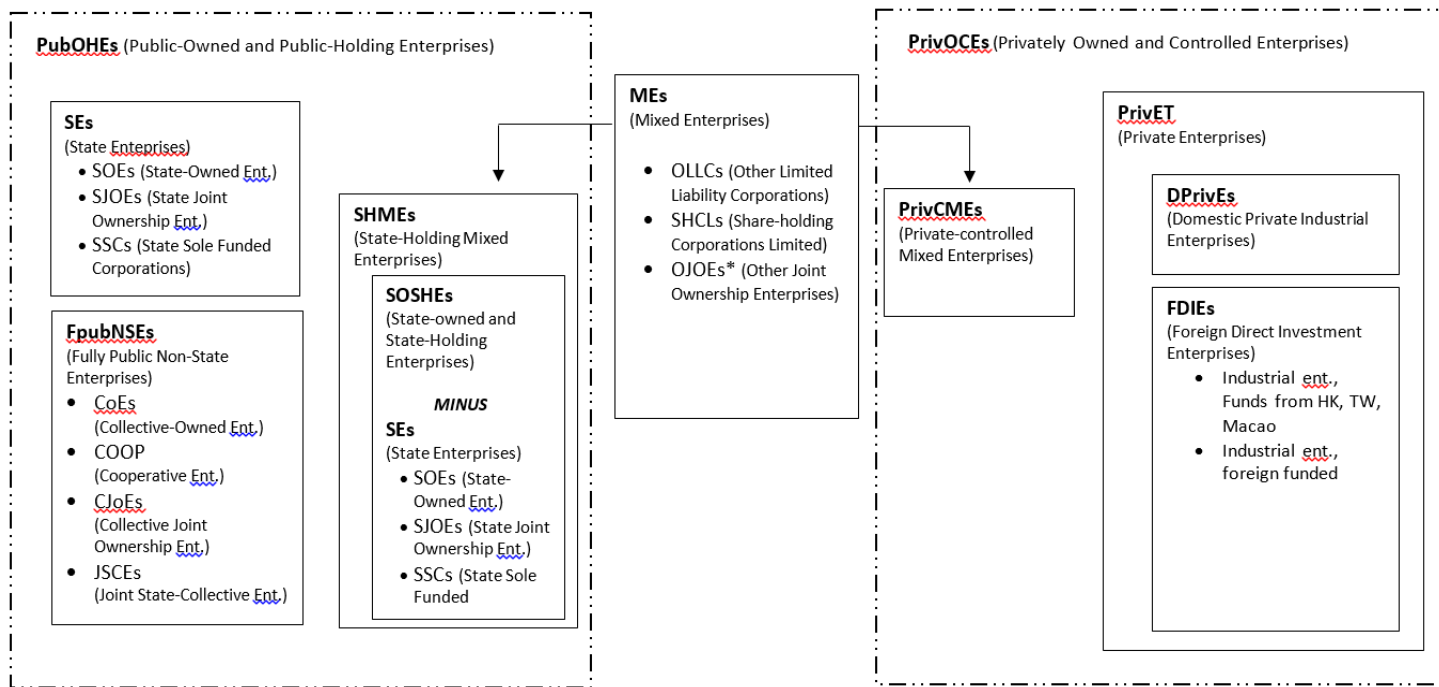 PubOHEs (Public-Owned and Public-Holding Enterprises)
SEs
(State Enteprises)
• SOEs (State-Owned Ent.)
• SJOEs (State Joint
Ownership Ent.)
• SSCs (State Sole Funded
Corporations)
FpubNSEs
(Fully Public Non-State
Enterprises)
• CoEs
(Collective-Owned Ent.)
• COOP
(Cooperative Ent.)
• CJoEs
(Collective Joint
Ownership Ent.)
• JSCEs
(Joint State-Collective Ent.)
SHMEs
(State-Holding Mixed
Enterprises)
SOSHEs
(State-owned and
State-Holding
Enterprises)
MINUS
SEs
(State Enterprises)
• SOEs (State-
Owned Ent.)
• SJOEs (State Joint
Ownership Ent.)
• SSCs (State Sole
Funded
MEs
(Mixed Enterprises)
• OLLCs (Other Limited
Liability Corporations)
• SHCLs (Share-holding
Corporations Limited)
• OJOEs* (Other Joint
Ownership Enterprises)
PrivOCEs (Privately Owned and Controlled Enterprises)
PrivCMEs
(Private-controlled
Mixed Enterprises)
PrivET
(Private Enterprises)
DPrivEs
(Domestic Private Industrial
Enterprises)
FDIEs
(Foreign Direct Investment
Enterprises)
• Industrial ent.,
Funds from HK, TW,
Macao
• Industrial ent.,
foreign funded